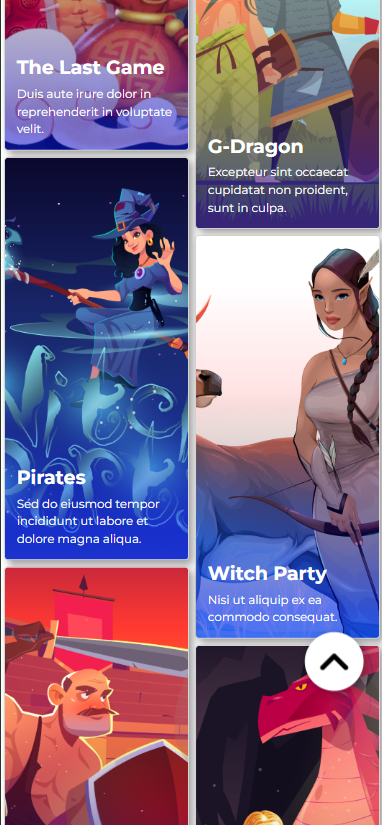 The Last Game
Duis aute irure dolor in
reprehenderit in voluptate
velit.
G-Dragon
Excepteur sint occaecat
cupidatat non proident,
sunt in culpa.
Pirates
Sed do eiusmod tempor
incididunt ut labore et
dolore magna aliqua.
Witch Party
Nisi ut aliquip ex ea
commodo consequat.